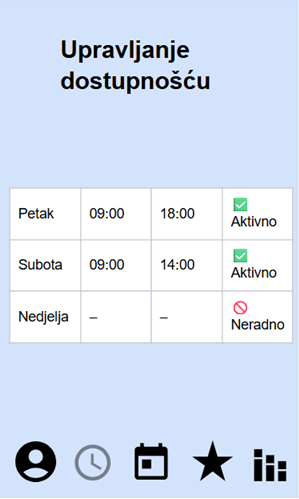 Upravljanje
dostupnošću
Petak 09:00 18:00 ✅ Aktivno
Subota 09:00 14:00 ✅ Aktivno
Nedjelja – – 🚫 Neradno